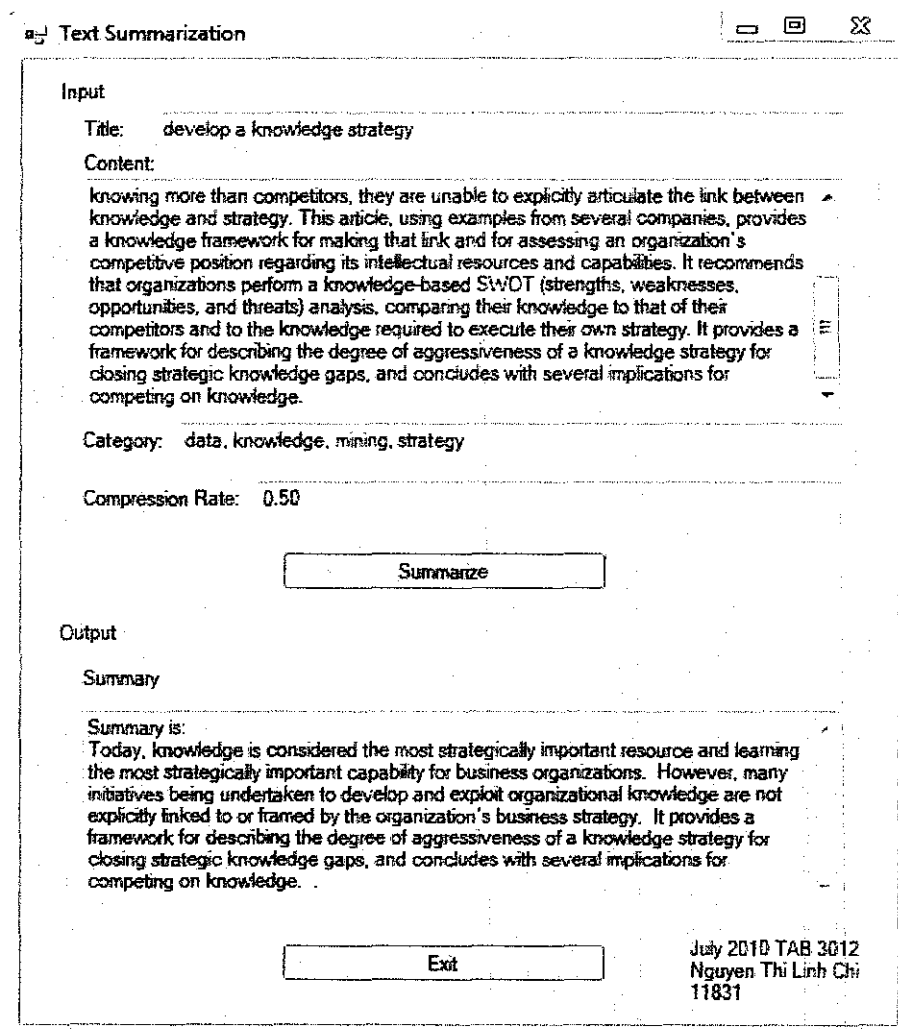 Text Summarization
Input
Title: develop a knowledge strategy
Content:
knowing more than competitors, they are unable to explicitly articulate the link between
knowledge and strategy. This article, using examples from several companies, provides
a knowledge framework for making that link and for assessing an organization's
competitive position regarding its intellectual resources and capabilities. It recommends
that organizations perform a knowledge-based SWOT (strengths, weaknesses,
opportunities, and threats) analysis, comparing their knowledge to that of their
competitors and to the knowledge required to execute their own strategy. It provides a
framework for describing the degree of aggressiveness of a knowledge strategy for
closing strategic knowledge gaps, and concludes with several implications for
competing on knowledge.
Category: data, knowledge, mining, strategy
Compression Rate: 0.50
Summarize
Output
Summary
Summary is:
Today, knowledge is considered the most strategically important resource and learning
the most strategically important capability for business organizations. However, many
initiatives being undertaken to develop and exploit organizational knowledge are not
explicitly linked to or framed by the organization's business strategy. It provides a
framework for describing the degree of aggressiveness of a knowledge strategy for
closing strategic knowledge gaps, and concludes with several implications for
competing on knowledge. .
Exit
July 2010 TAB 3012
Nguyen Thi Linh Chi
11831